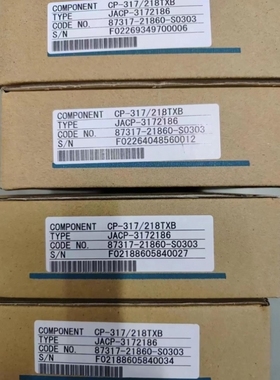 COMPONENT CP-317/218TXB
TYPE JACP-3172186
CODE NO. 87317-21860-S0303
S/N F02269349700006
COMPONENT CP-317/218TXB
TYPE JACP-3172186
CODE NO. 87317-21860-S0303
S/N F02264048560012
COMPONENT CP-317/218TXB
TYPE JACP-3172186
CODE NO. 87317-21860-S0303
S/N F02188605840027
COMPONENT CP-317/218TXB
TYPE JACP-3172186
CODE NO. 87317-21860-S0303
S/N F02188605840034